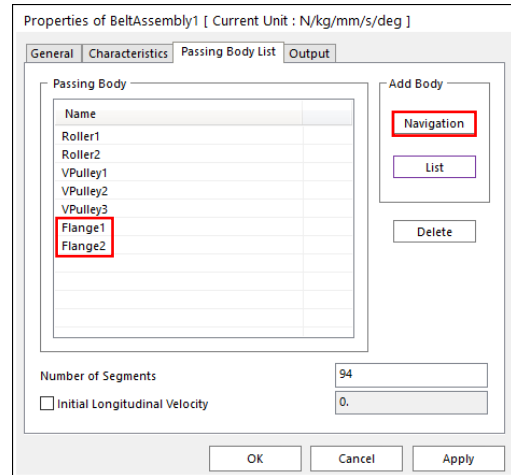 Properties of BeltAssembly1 [ Current Unit : N/kg/mm/s/deg ]
General Characteristics Passing Body List Output
Passing Body
Name
Roller1
Roller2
VPulley1
VPulley2
VPulley3
Flange1
Flange2
Add Body
Navigation
List
Delete
Number of Segments 94
Initial Longitudinal Velocity 0.
OK Cancel Apply